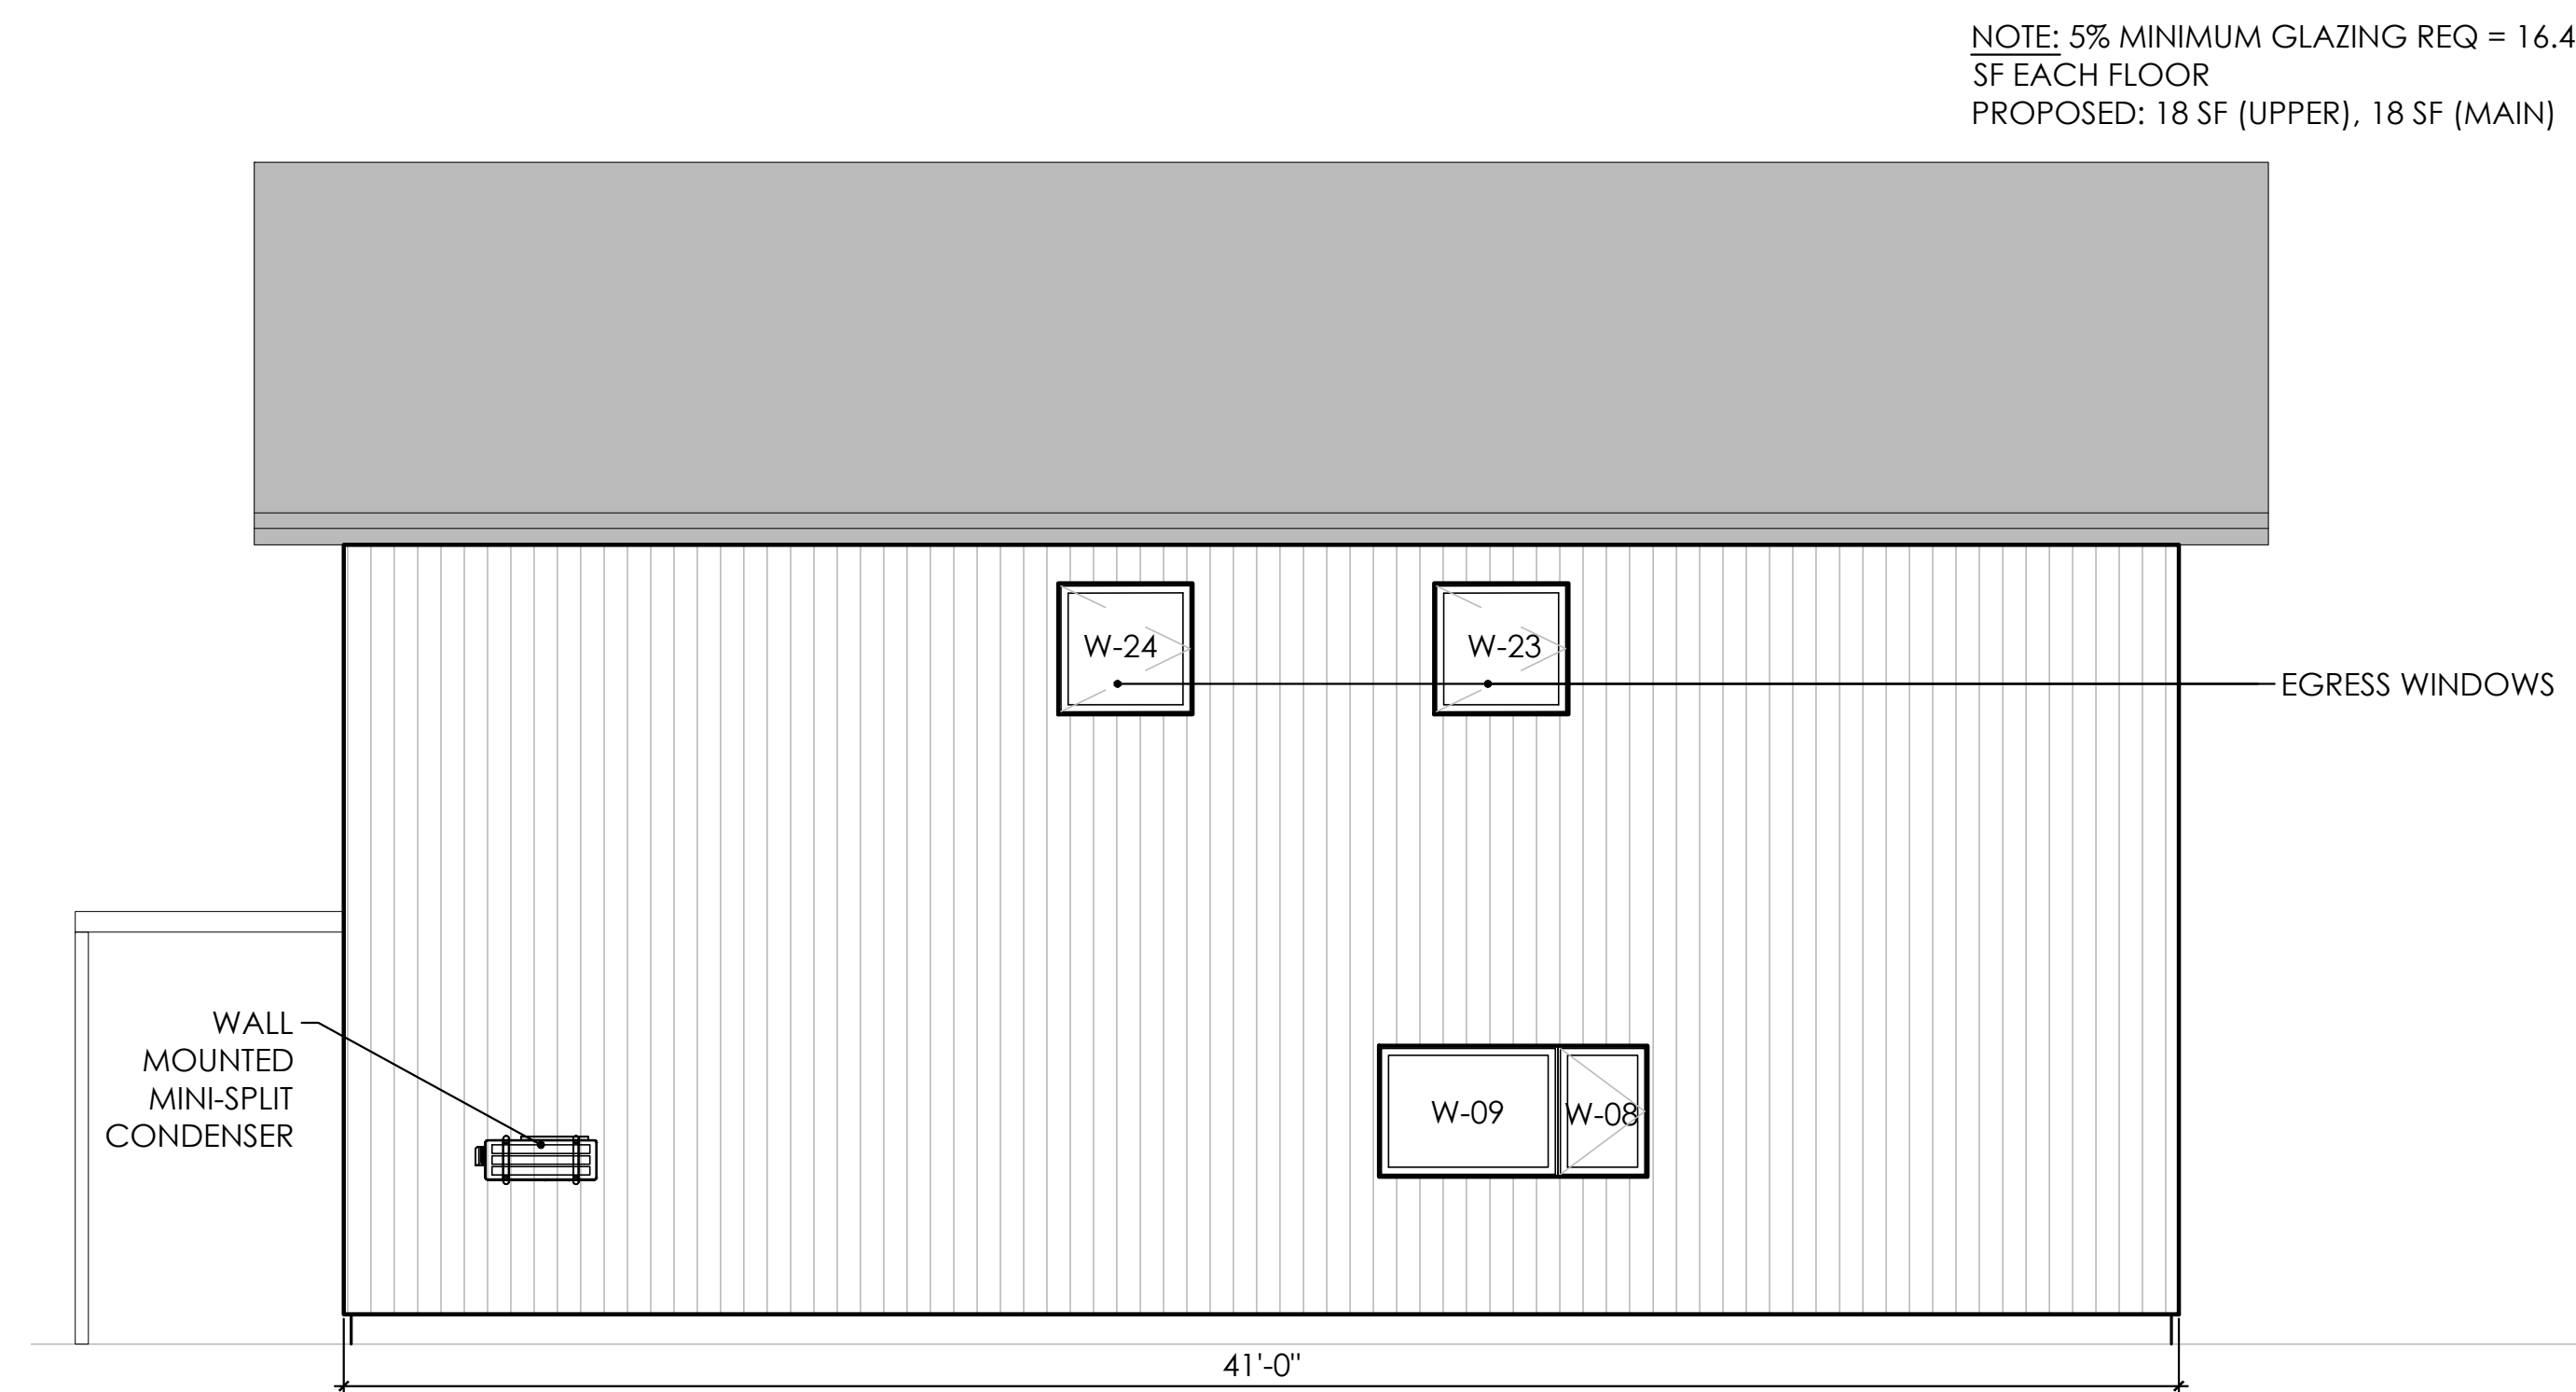 NOTE: 5% MINIMUM GLAZING REQ = 16.4
SF EACH FLOOR
PROPOSED: 18 SF (UPPER), 18 SF (MAIN)
W-24
W-23
EGRESS WINDOWS
WALL
MOUNTED
MINI-SPLIT
CONDENSER
W-09
W-08
41'-0"